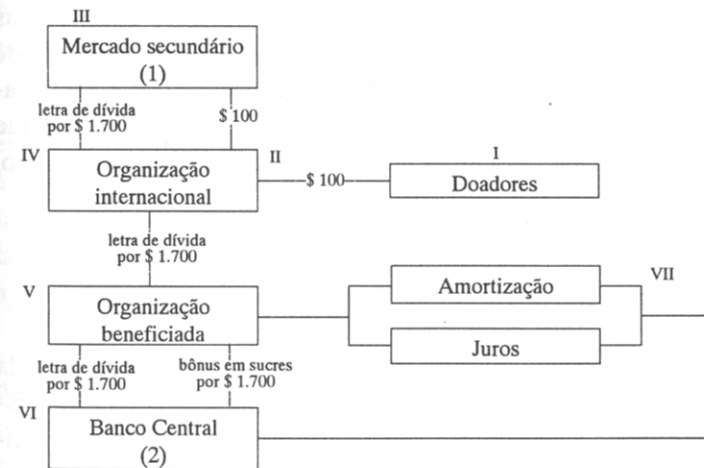 III
Mercado secundário
(1)
letra de dívida
por $ 1.700
$ 100
IV
Organização
internacional
II
$ 100
I
Doadores
letra de dívida
por $ 1.700
V
Organização
beneficiada
Amortização
Juros
VII
letra de dívida
por $ 1.700
bônus em sucres
por $ 1.700
VI
Banco Central
(2)